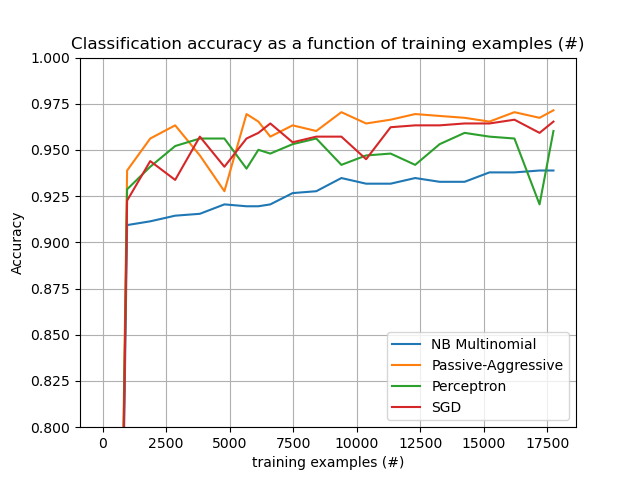 Classification accuracy as a function of training examples (#)
1.000
0.975
0.950
0.925
0.900
0.875
0.850
0.825
0.800
Accuracy
NB Multinomial
Passive-Aggressive
Perceptron
SGD
0 2500 5000 7500 10000 12500 15000 17500
training examples (#)